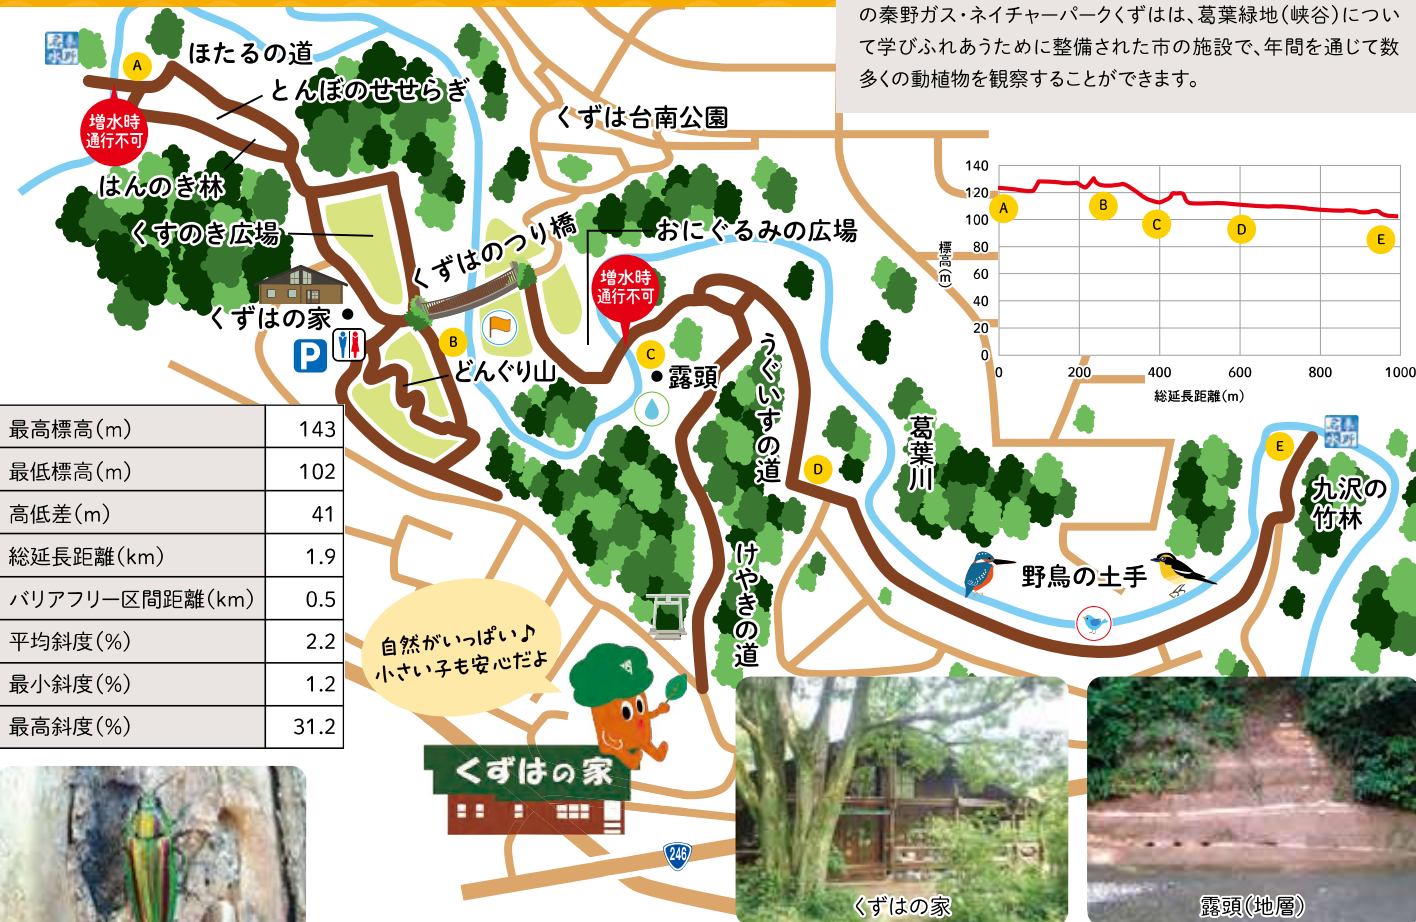 の秦野ガス・ネイチャーパークくずはは、葛葉緑地（峡谷）につい
て学びふれあうために整備された市の施設で、年間を通じて数
多くの動植物を観察することができます。
A
ほたるの道
とんぼのせせらぎ
増水時
通行不可
はんのき林
くすのき広場
くずは台南公園
くずはのつり橋
おにぐるみの広場
増水時
通行不可
くずはの家
P
B
どんぐり山
C
露頭
うぐいすの道
D
葛葉川
E
九沢の
竹林
野鳥の土手
けやきの道
標高（m）
140
120
100
80
60
40
20
0
A
B
C
D
E
0
200
400
600
800
1000
総延長距離（m）
最高標高（m） 143
最低標高（m） 102
高低差（m） 41
総延長距離（km） 1.9
バリアフリー区間距離（km） 0.5
平均斜度（%） 2.2
最小斜度（%） 1.2
最高斜度（%） 31.2
自然がいっぱい♪
小さい子も安心だよ
くずはの家
246
くずはの家
露頭（地層）